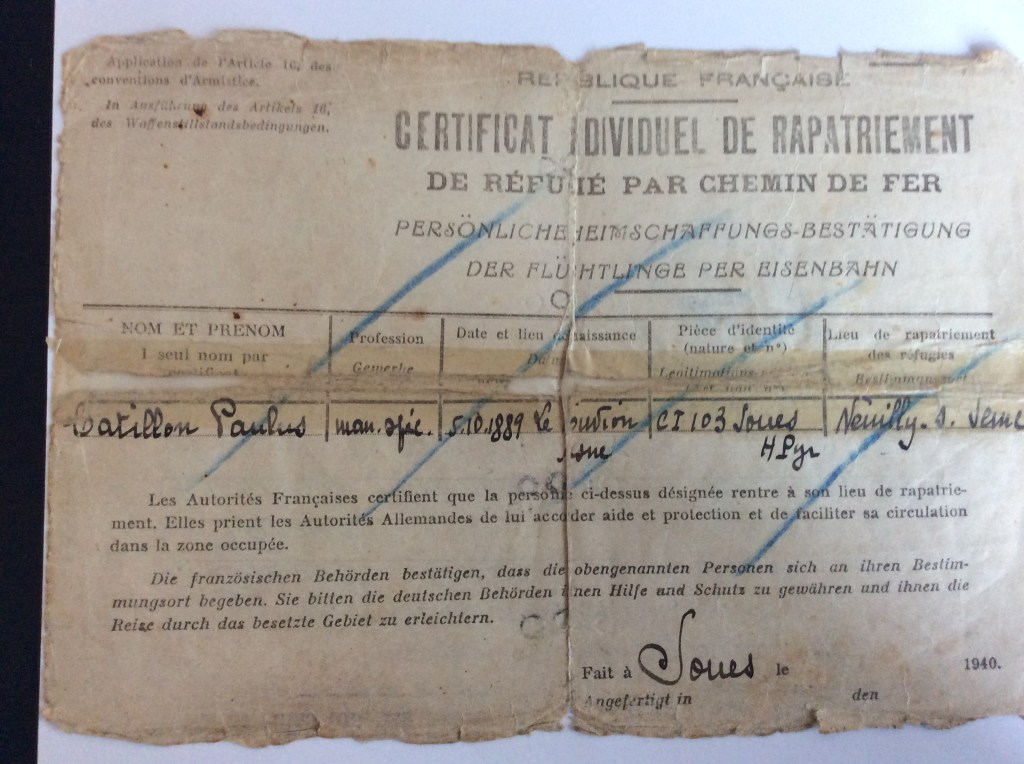 Application de l'Article 16, des
conventions d'Armistice.
In Ausführung des Artikels 16,
des Waffenstillstandsbedingungen.
REPUBLIQUE FRANÇAISE
CERTIFICAT DIVIDUEL DE RAPATRIEMENT
DE RÉFUGIÉ PAR CHEMIN DE FER
PERSÖNLICHE HEIMSCHAFFUNGS-BESTÄTIGUNG
DER FLÜCHTLINGE PER EISENBAHN
NOM ET PRENOM
1 seul nom par
Profession
Gewerbe
Date et lieu de naissance
Pièce d'identité
(nature et n°)
Lieu de rapatriement
des réfugies
Catillon Paulus man. spéc. 5.10.1889 Le CI 103 Soues Neuilly. s. Seine
H Pyr
Les Autorités Françaises certifient que la personne ci-dessus désignée rentre à son lieu de rapatrie-
ment. Elles prient les Autorités Allemandes de lui accorder aide et protection et de faciliter sa circulation
dans la zone occupée.
Die französischen Behörden bestätigen, dass die obengenannten Personen sich an ihren Bestim-
mungsort begeben. Sie bitten die deutschen Behörden ihnen Hilfe und Schutz zu gewähren und ihnen die
Reise durch das besetzte Gebiet zu erleichtern.
Fait à Soues le 1940.
Angefertigt in den